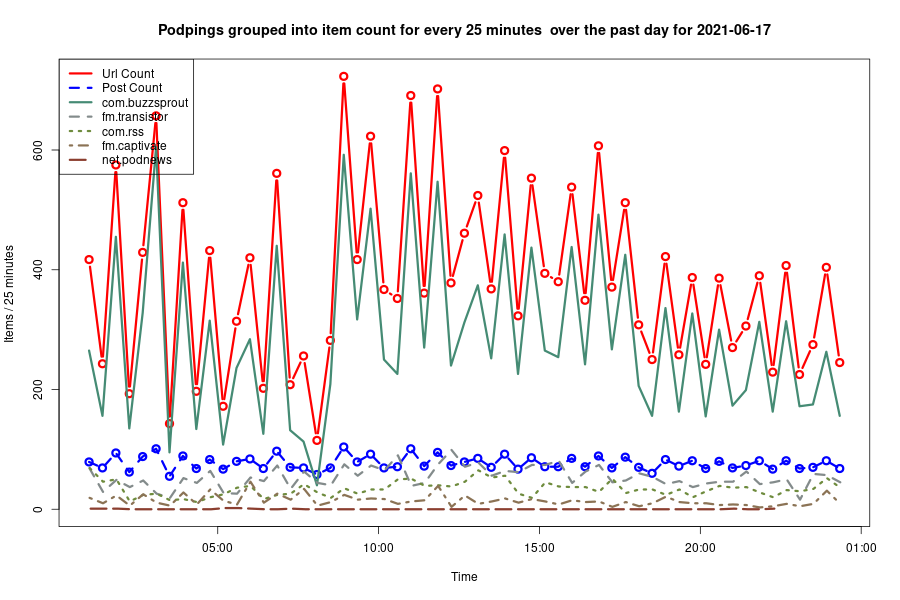 Podpings grouped into item count for every 25 minutes  over the past day for 2021-06-17
Url Count
Post Count
com.buzzsprout
fm.transistor
com.rss
fm.captivate
net.podnews
Items / 25 minutes
600
400
200
0
05:00
10:00
15:00
20:00
01:00
Time